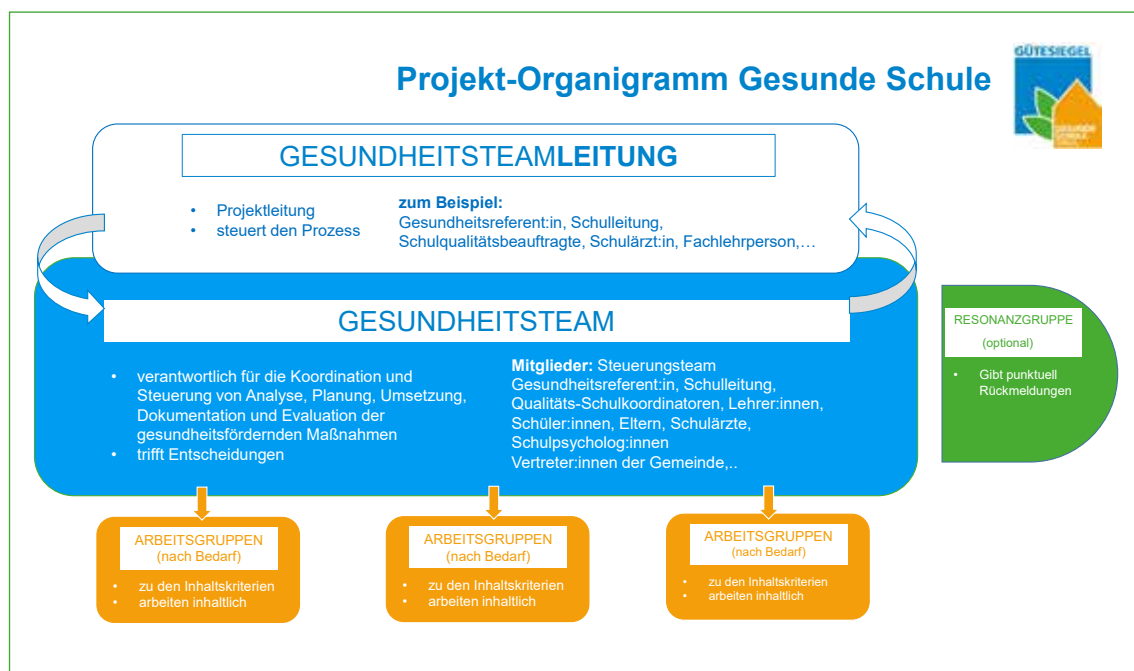 GÜTESIEGEL
Projekt-Organigramm Gesunde Schule
GESUNDE
SCHULE
GESUNDHEITSTEAMLEITUNG
• Projektleitung
• steuert den Prozess
zum Beispiel:
Gesundheitsreferent:in, Schulleitung,
Schulqualitätsbeauftragte, Schulärzt:in, Fachlehrperson,…
GESUNDHEITSTEAM
• verantwortlich für die Koordination und
Steuerung von Analyse, Planung, Umsetzung,
Dokumentation und Evaluation der
gesundheitsfördernden Maßnahmen
• trifft Entscheidungen
Mitglieder: Steuerungsteam
Gesundheitsreferent:in, Schulleitung,
Qualitäts-Schulkoordinatoren, Lehrer:innen,
Schüler:innen, Eltern, Schulärzte,
Schulpsycholog:innen
Vertreter:innen der Gemeinde,..
RESONANZGRUPPE
(optional)
• Gibt punktuell
Rückmeldungen
ARBEITSGRUPPEN
(nach Bedarf)
• zu den Inhaltskriterien
• arbeiten inhaltlich
ARBEITSGRUPPEN
(nach Bedarf)
• zu den Inhaltskriterien
• arbeiten inhaltlich
ARBEITSGRUPPEN
(nach Bedarf)
• zu den Inhaltskriterien
• arbeiten inhaltlich